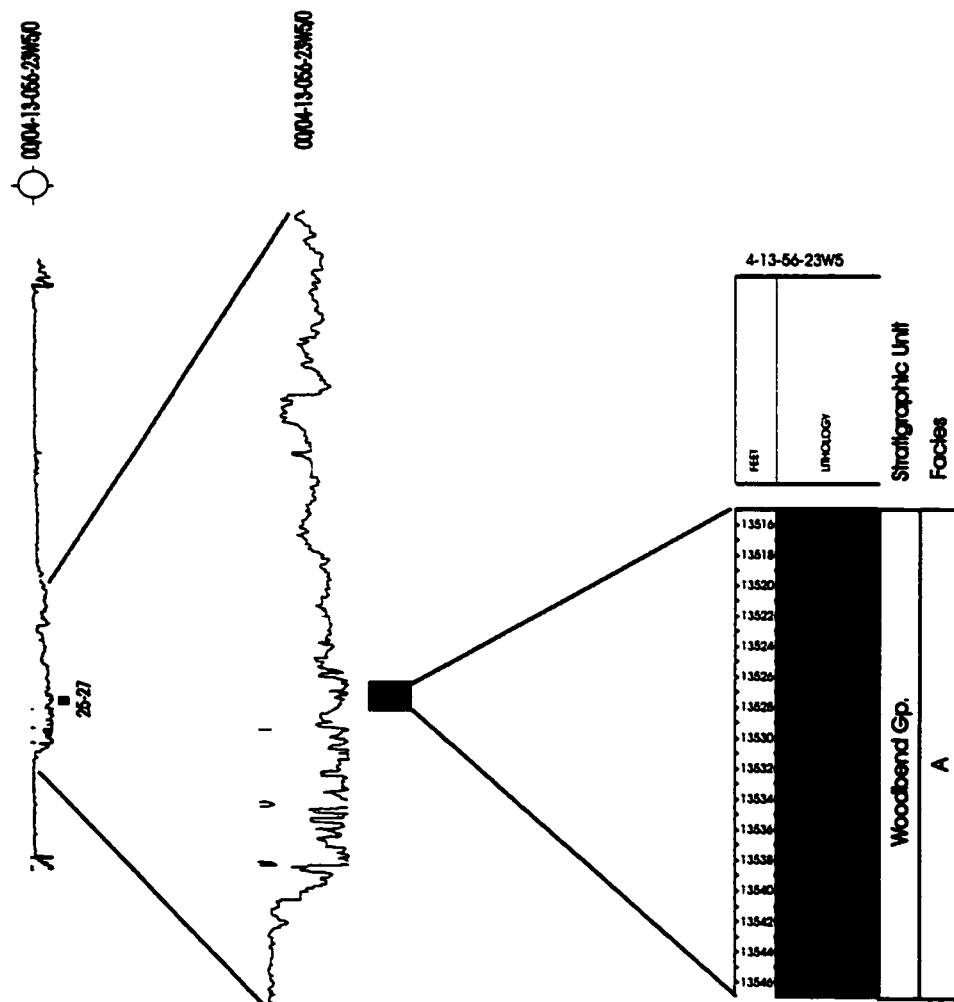 00/04-13-056-23W5/0
25-27
00/04-13-056-23W5/0
4-13-56-23W5
FEET
LITHOLOGY
Stratigraphic Unit
Facies
13516
13518
13520
13522
13524
13526
13528
13530
13532
13534
13536
13538
13540
13542
13544
13546
Woodbend Gp.
A